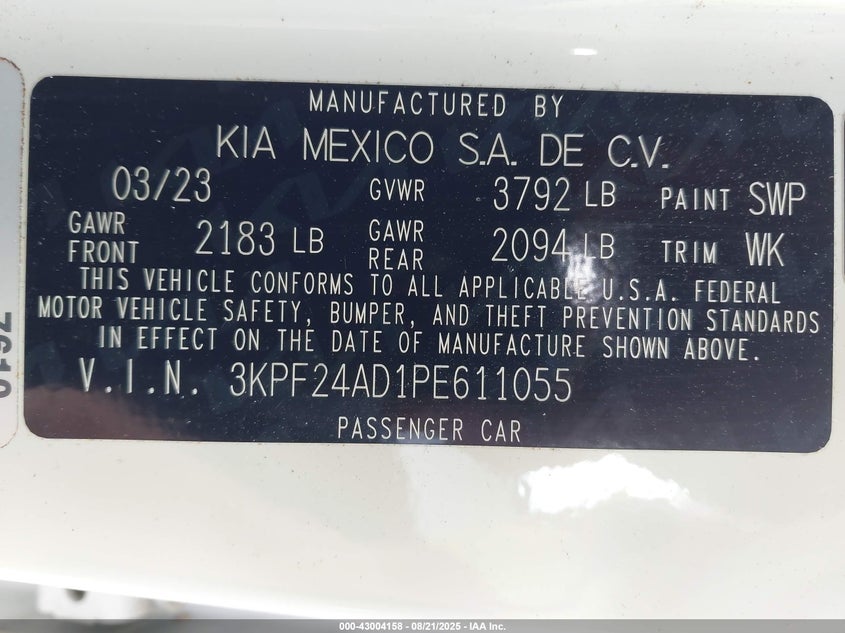 MANUFACTURED BY
KIA MEXICO S.A. DE C.V.
03/23 GVWR 3792 LB PAINT SWP
GAWR FRONT 2183 LB GAWR REAR 2094 LB TRIM WK
THIS VEHICLE CONFORMS TO ALL APPLICABLE U.S.A. FEDERAL
MOTOR VEHICLE SAFETY, BUMPER, AND THEFT PREVENTION STANDARDS
IN EFFECT ON THE DATE OF MANUFACTURE SHOWN ABOVE.
V.I.N. 3KPF24AD1PE611055
PASSENGER CAR
000-43004158 - 08/21/2025 - IAA Inc.